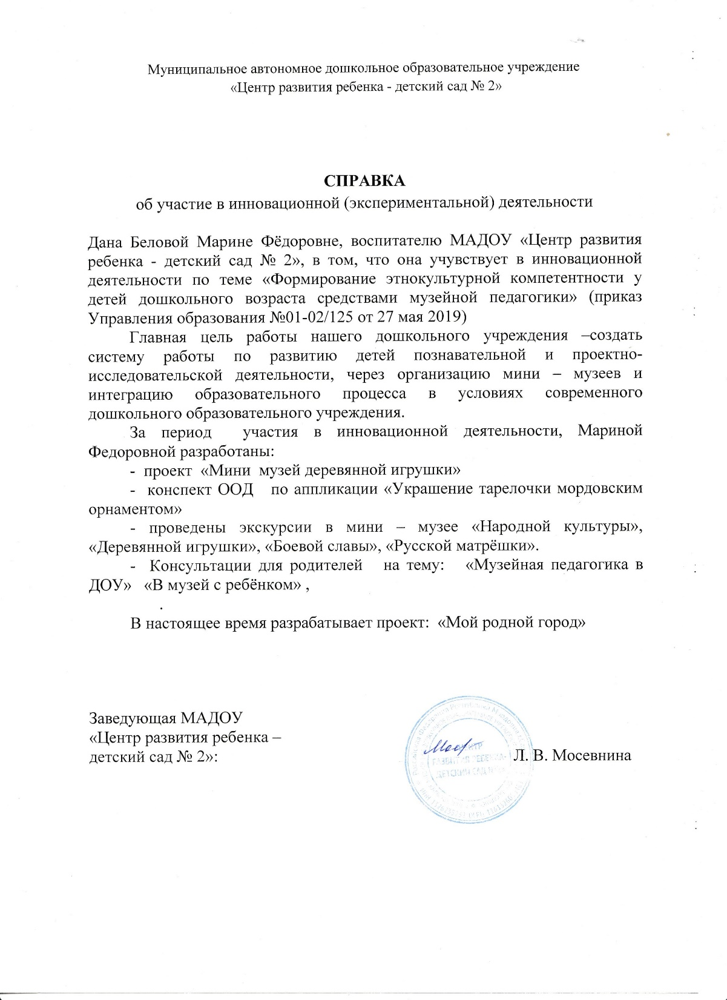 Муниципальное автономное дошкольное образовательное учреждение
«Центр развития ребенка - детский сад № 2»
СПРАВКА
об участие в инновационной (экспериментальной) деятельности
Дана Беловой Марине Фёдоровне, воспитателю МАДОУ «Центр развития
ребенка - детский сад № 2», в том, что она учувствует в инновационной
деятельности по теме «Формирование этнокультурной компетентности у
детей дошкольного возраста средствами музейной педагогики» (приказ
Управления образования №01-02/125 от 27 мая 2019)
Главная цель работы нашего дошкольного учреждения –создать
систему работы по развитию детей познавательной и проектно-
исследовательской деятельности, через организацию мини – музеев и
интеграцию образовательного процесса в условиях современного
дошкольного образовательного учреждения.
За период участия в инновационной деятельности, Мариной
Федоровной разработаны:
- проект «Мини музей деревянной игрушки»
- конспект ООД по аппликации «Украшение тарелочки мордовским
орнаментом»
- проведены экскурсии в мини – музее «Народной культуры»,
«Деревянной игрушки», «Боевой славы», «Русской матрёшки».
- Консультации для родителей на тему: «Музейная педагогика в
ДОУ» «В музей с ребёнком» ,
.
В настоящее время разрабатывает проект: «Мой родной город»
Заведующая МАДОУ
«Центр развития ребенка –
детский сад № 2»:
Л. В. Мосевнина
РАЗВИТИЯ РЕБЕНКА-
ДЕТСКИЙ САД